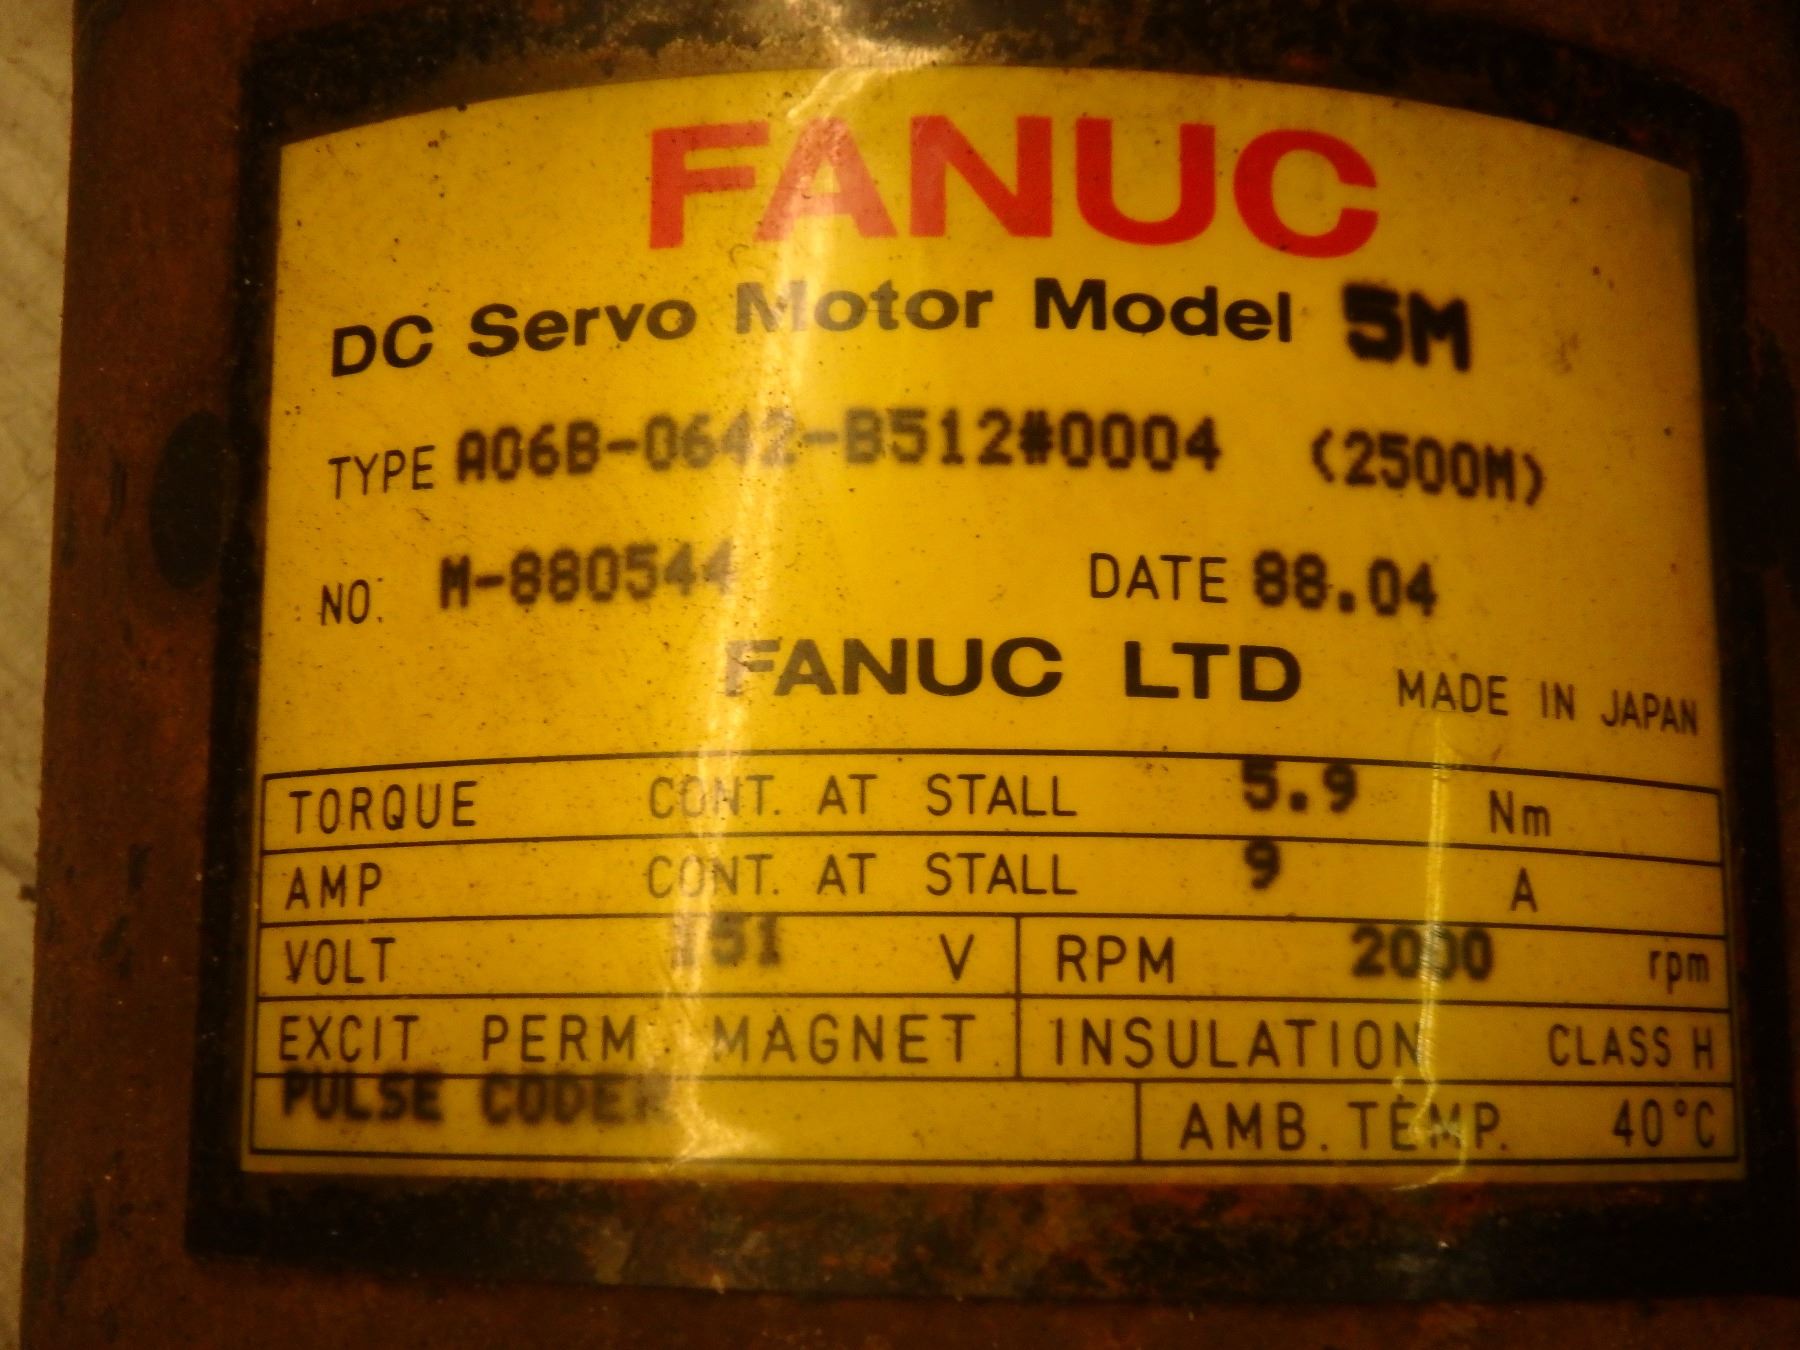 FANUC
DC Servo Motor Model 5M
TYPE A06B-0642-B512#0004 (2500M)
NO. M-880544 DATE 88.04
FANUC LTD MADE IN JAPAN
TORQUE CONT. AT STALL 5.9 Nm
AMP CONT. AT STALL 9 A
VOLT 151 V RPM 2000 rpm
EXCIT PERM. MAGNET INSULATION CLASS H
PULSE CODER AMB. TEMP. 40°C